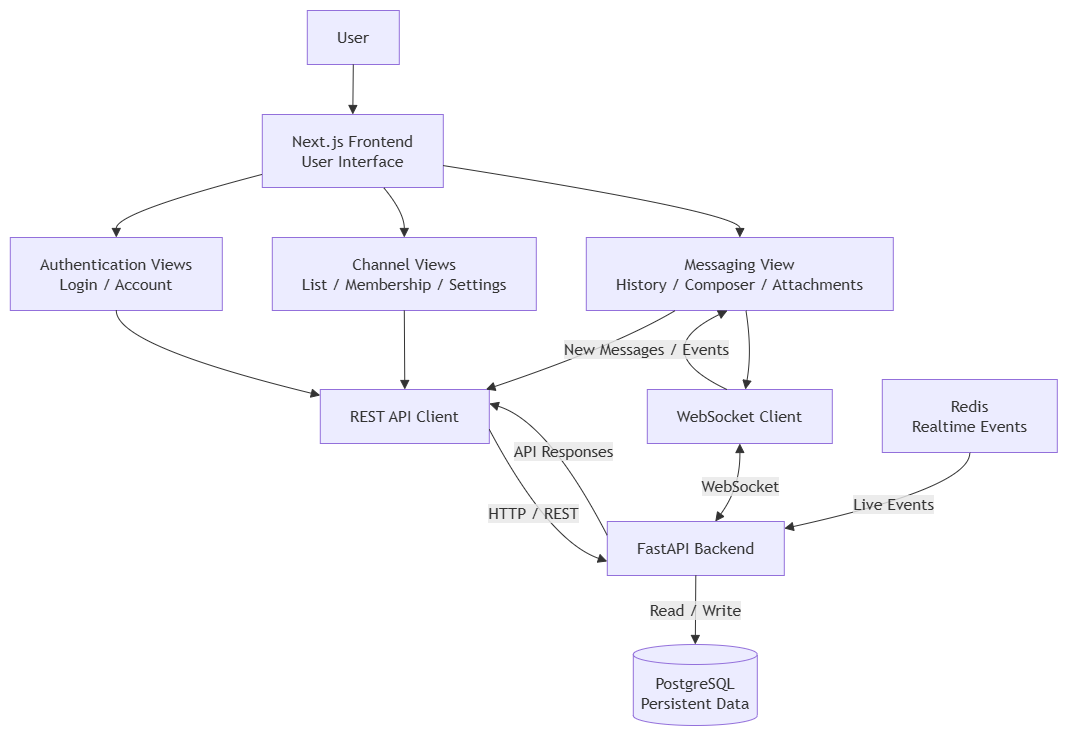 User
Next.js Frontend
User Interface
Authentication Views
Login / Account
Channel Views
List / Membership / Settings
Messaging View
History / Composer / Attachments
New Messages / Events
REST API Client
WebSocket Client
Redis
Realtime Events
API Responses
WebSocket
HTTP / REST
Live Events
FastAPI Backend
Read / Write
PostgreSQL
Persistent Data